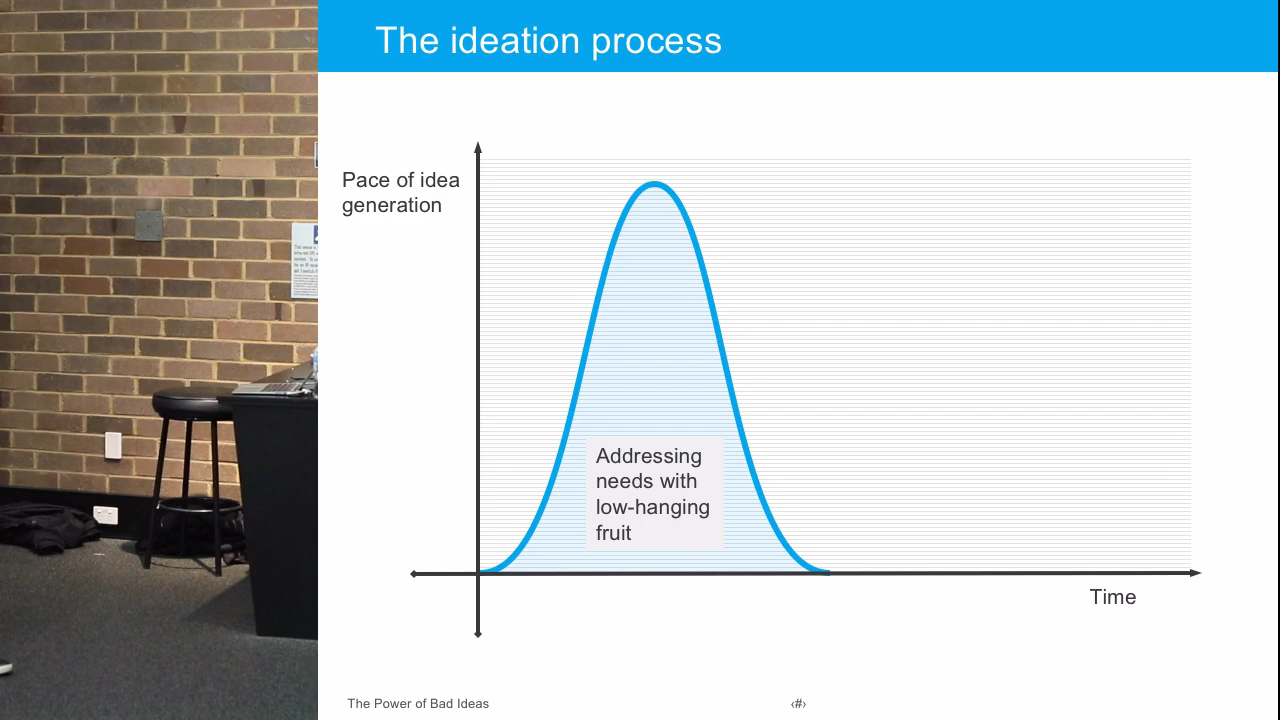 The ideation process
Pace of idea
generation
Addressing
needs with
low-hanging
fruit
Time
The Power of Bad Ideas
‹#›